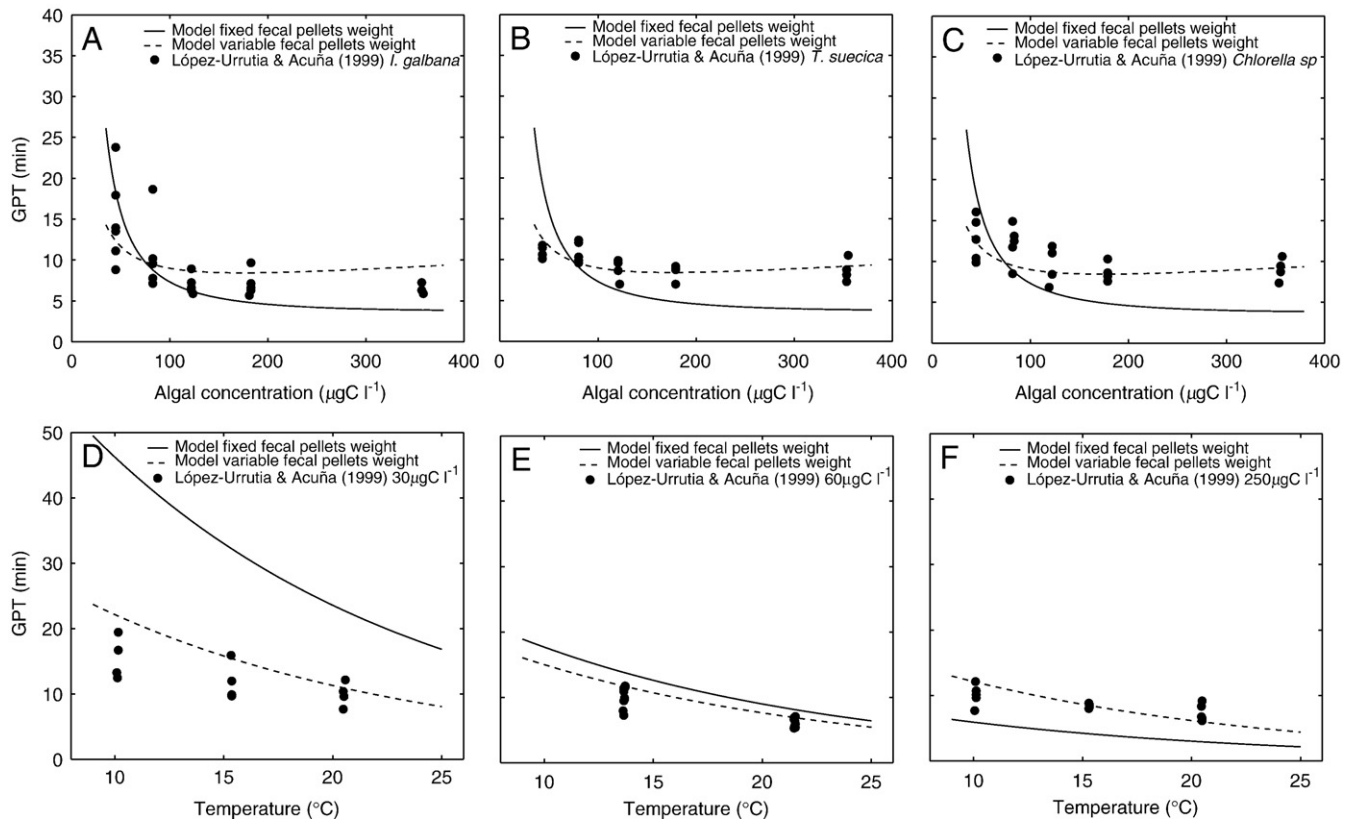 A
Model fixed fecal pellets weight
Model variable fecal pellets weight
López-Urrutia & Acuña (1999) I. galbana
40
35
30
25
20
15
10
5
0
GPT (min)
0 100 200 300 400
Algal concentration (µgC l⁻¹)
B
Model fixed fecal pellets weight
Model variable fecal pellets weight
López-Urrutia & Acuña (1999) T. suecica
0 100 200 300 400
Algal concentration (µgC l⁻¹)
C
Model fixed fecal pellets weight
Model variable fecal pellets weight
López-Urrutia & Acuña (1999) Chlorella sp
0 100 200 300 400
Algal concentration (µgC l⁻¹)
D
Model fixed fecal pellets weight
Model variable fecal pellets weight
López-Urrutia & Acuña (1999) 30µgC l⁻¹
50
40
30
20
10
0
GPT (min)
10 15 20 25
Temperature (°C)
E
Model fixed fecal pellets weight
Model variable fecal pellets weight
López-Urrutia & Acuña (1999) 60µgC l⁻¹
10 15 20 25
Temperature (°C)
F
Model fixed fecal pellets weight
Model variable fecal pellets weight
López-Urrutia & Acuña (1999) 250µgC l⁻¹
10 15 20 25
Temperature (°C)